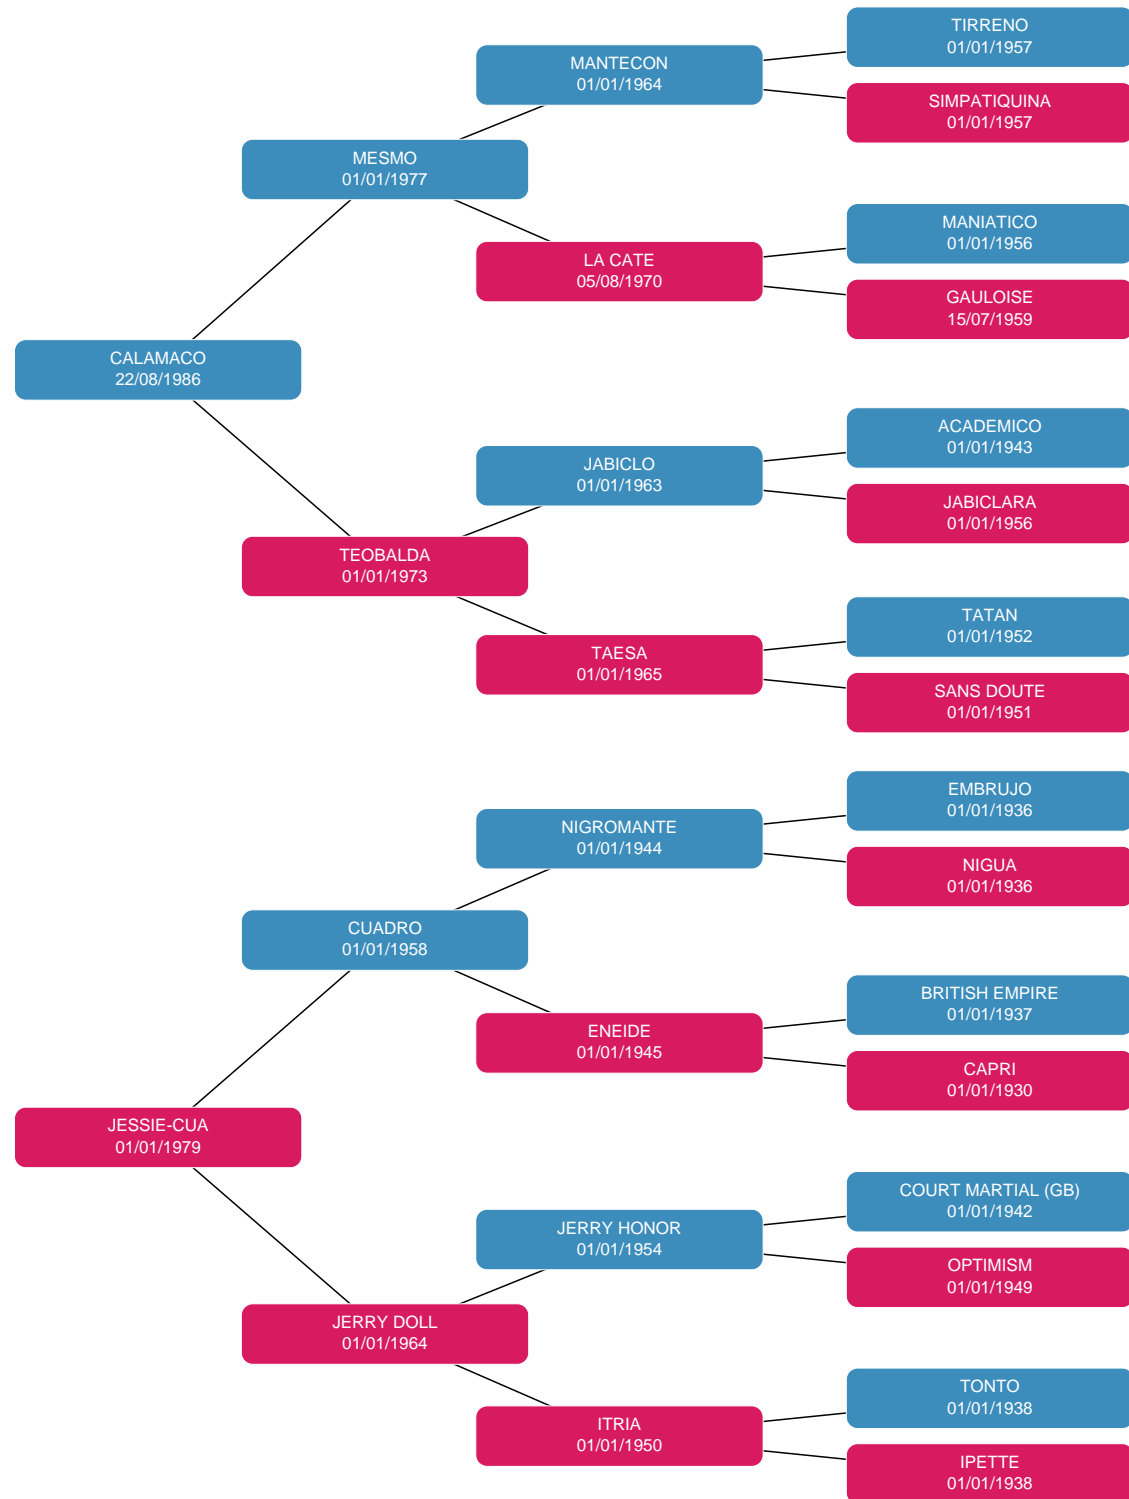 TIRRENO
01/01/1957
MANTECON
01/01/1964
SIMPATIQUINA
01/01/1957
MESMO
01/01/1977
MANIATICO
01/01/1956
LA CATE
05/08/1970
GAULOISE
15/07/1959
CALAMACO
22/08/1986
ACADEMICO
01/01/1943
JABICLO
01/01/1963
JABICLARA
01/01/1956
TEOBALDA
01/01/1973
TATAN
01/01/1952
TAESA
01/01/1965
SANS DOUTE
01/01/1951
EMBRUJO
01/01/1936
NIGROMANTE
01/01/1944
NIGUA
01/01/1936
CUADRO
01/01/1958
BRITISH EMPIRE
01/01/1937
ENEIDE
01/01/1945
CAPRI
01/01/1930
JESSIE-CUA
01/01/1979
COURT MARTIAL (GB)
01/01/1942
JERRY HONOR
01/01/1954
OPTIMISM
01/01/1949
JERRY DOLL
01/01/1964
TONTO
01/01/1938
ITRIA
01/01/1950
IPETTE
01/01/1938